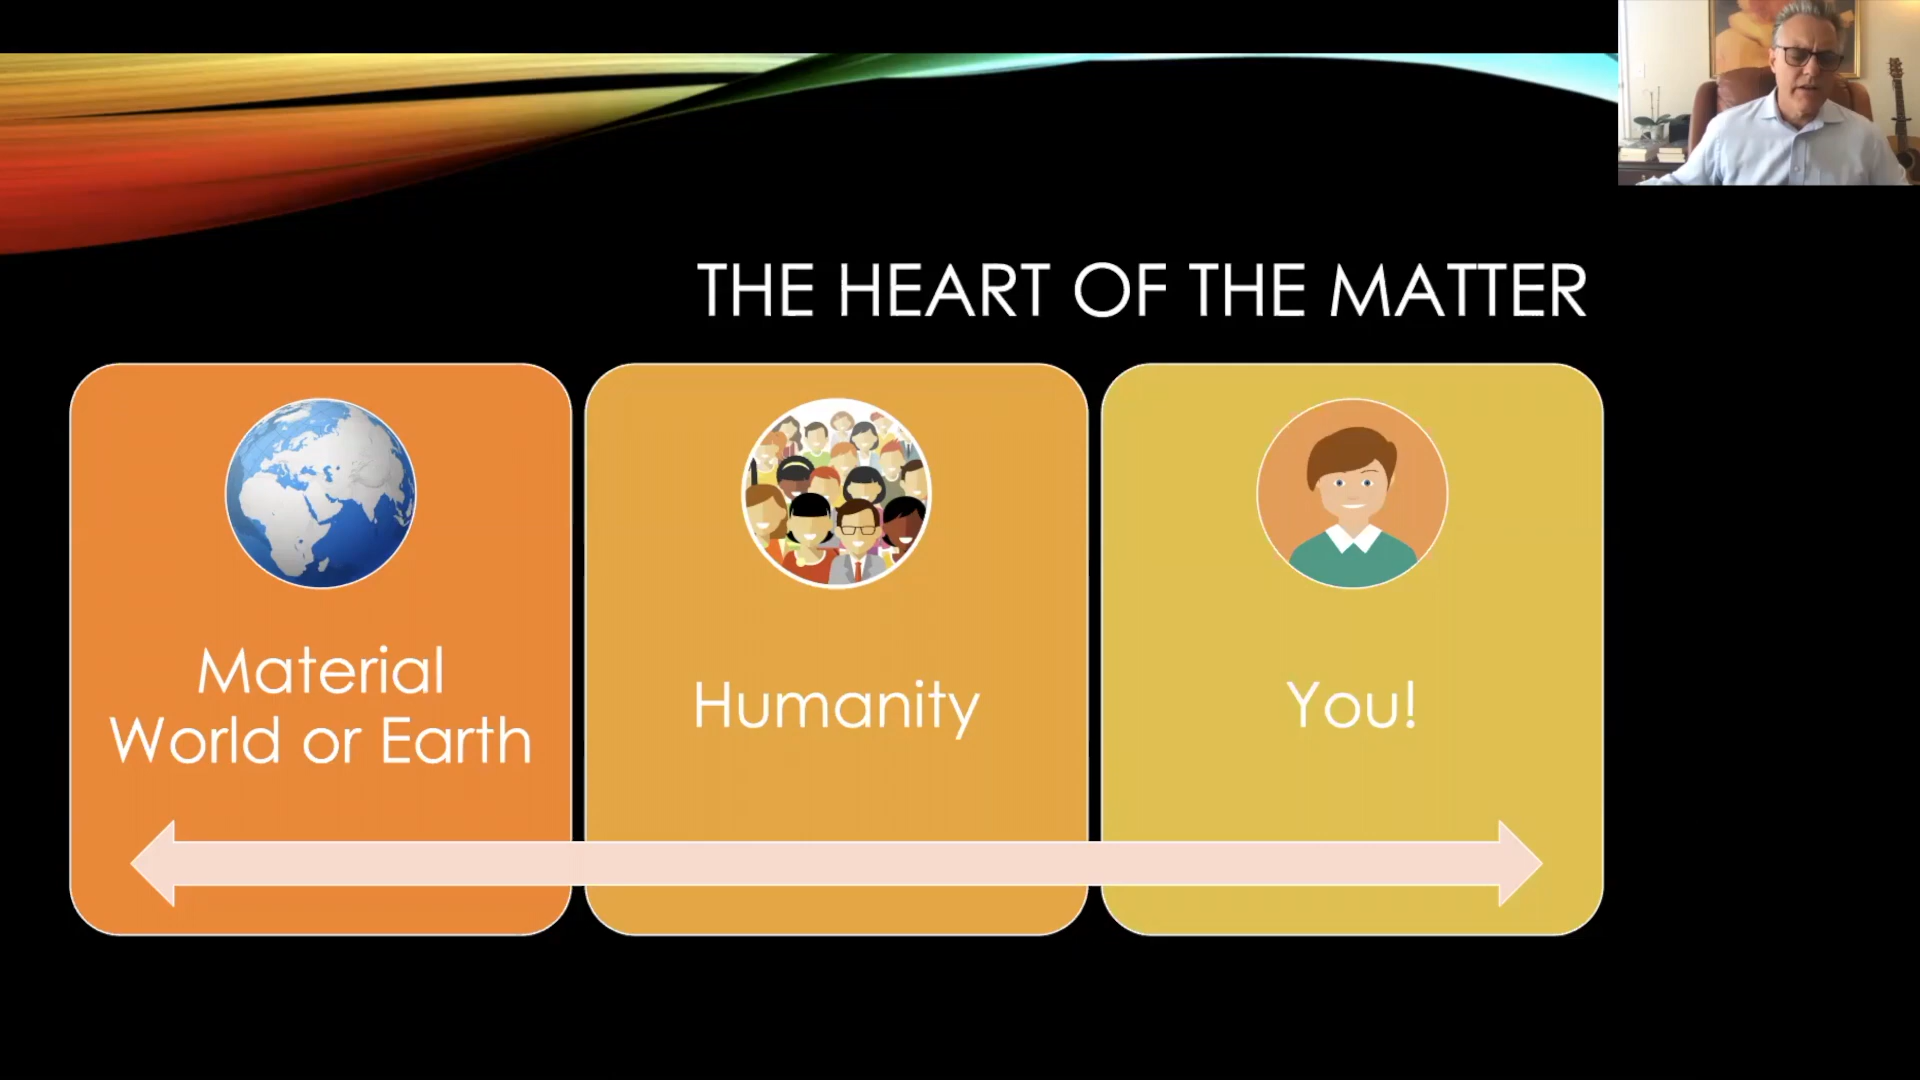 THE HEART OF THE MATTER
Material
World or Earth
Humanity
You!